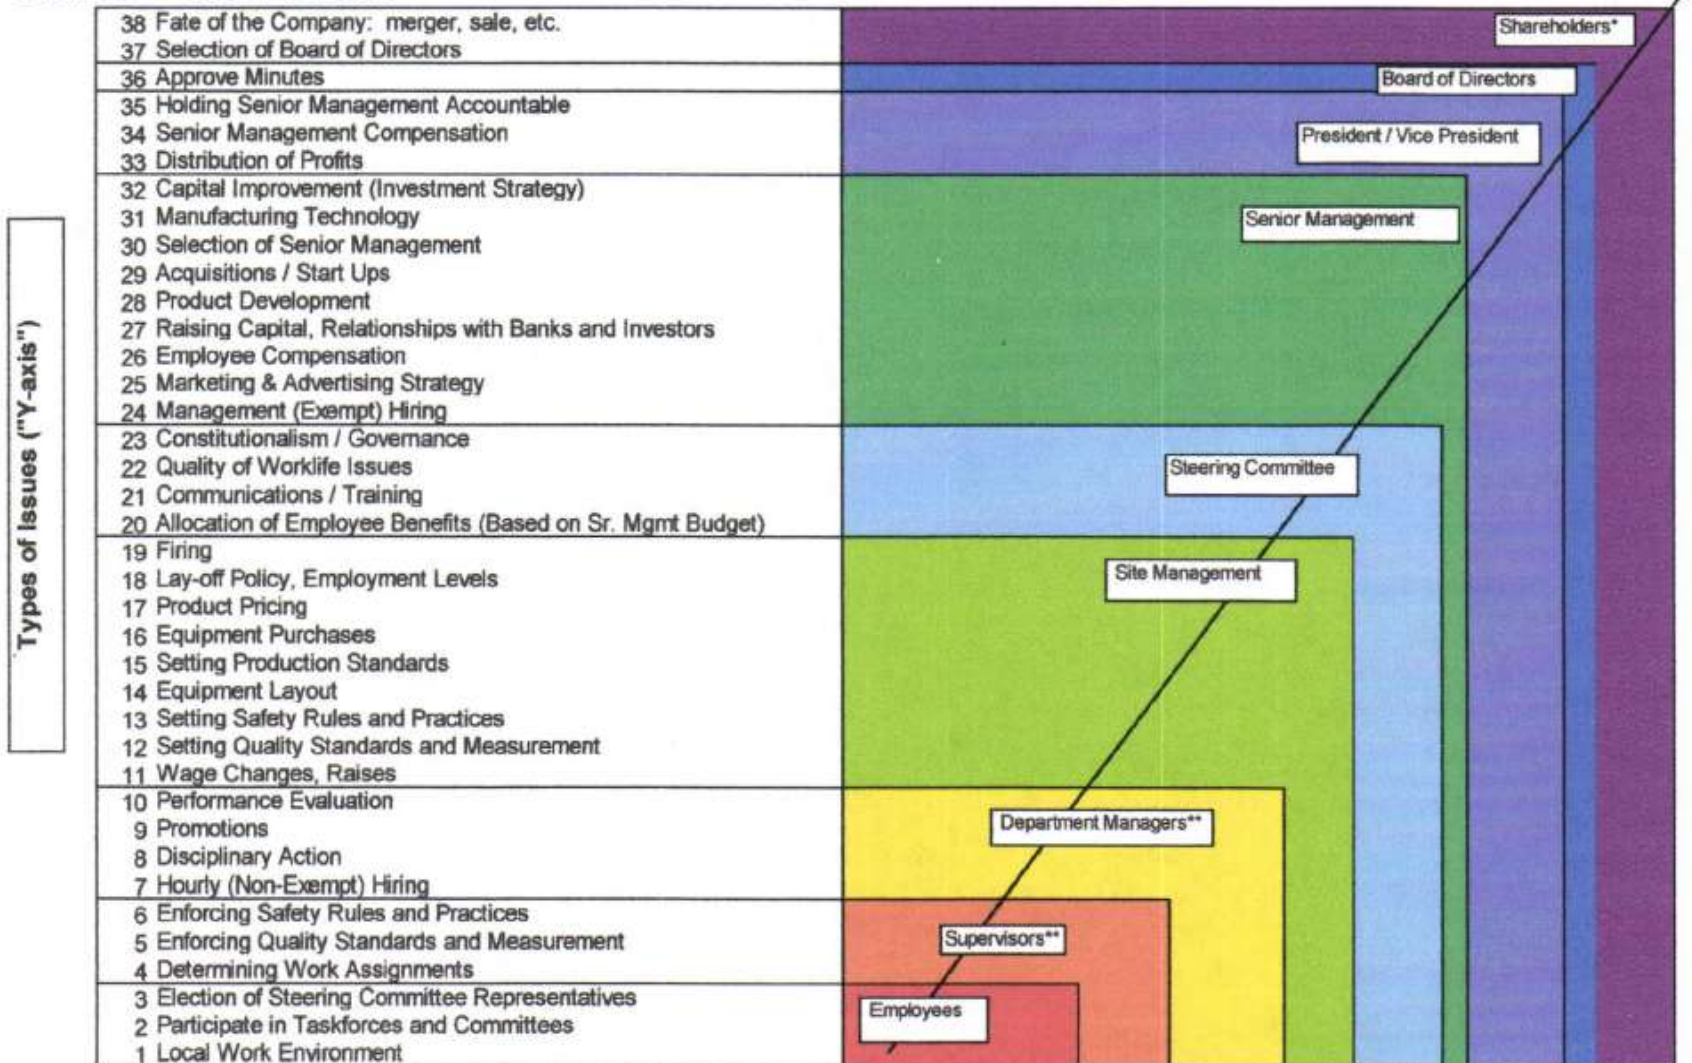 38 Fate of the Company: merger, sale, etc.
Shareholders*
37 Selection of Board of Directors
36 Approve Minutes
Board of Directors
35 Holding Senior Management Accountable
34 Senior Management Compensation
President / Vice President
33 Distribution of Profits
32 Capital Improvement (Investment Strategy)
31 Manufacturing Technology
Senior Management
30 Selection of Senior Management
29 Acquisitions / Start Ups
28 Product Development
27 Raising Capital, Relationships with Banks and Investors
26 Employee Compensation
25 Marketing & Advertising Strategy
24 Management (Exempt) Hiring
23 Constitutionalism / Governance
22 Quality of Worklife Issues
Steering Committee
21 Communications / Training
20 Allocation of Employee Benefits (Based on Sr. Mgmt Budget)
19 Firing
18 Lay-off Policy, Employment Levels
Site Management
17 Product Pricing
16 Equipment Purchases
15 Setting Production Standards
14 Equipment Layout
13 Setting Safety Rules and Practices
12 Setting Quality Standards and Measurement
11 Wage Changes, Raises
10 Performance Evaluation
9 Promotions
Department Managers**
8 Disciplinary Action
7 Hourly (Non-Exempt) Hiring
6 Enforcing Safety Rules and Practices
5 Enforcing Quality Standards and Measurement
Supervisors**
4 Determining Work Assignments
3 Election of Steering Committee Representatives
Employees
2 Participate in Taskforces and Committees
1 Local Work Environment
Types of Issues ("Y-axis")